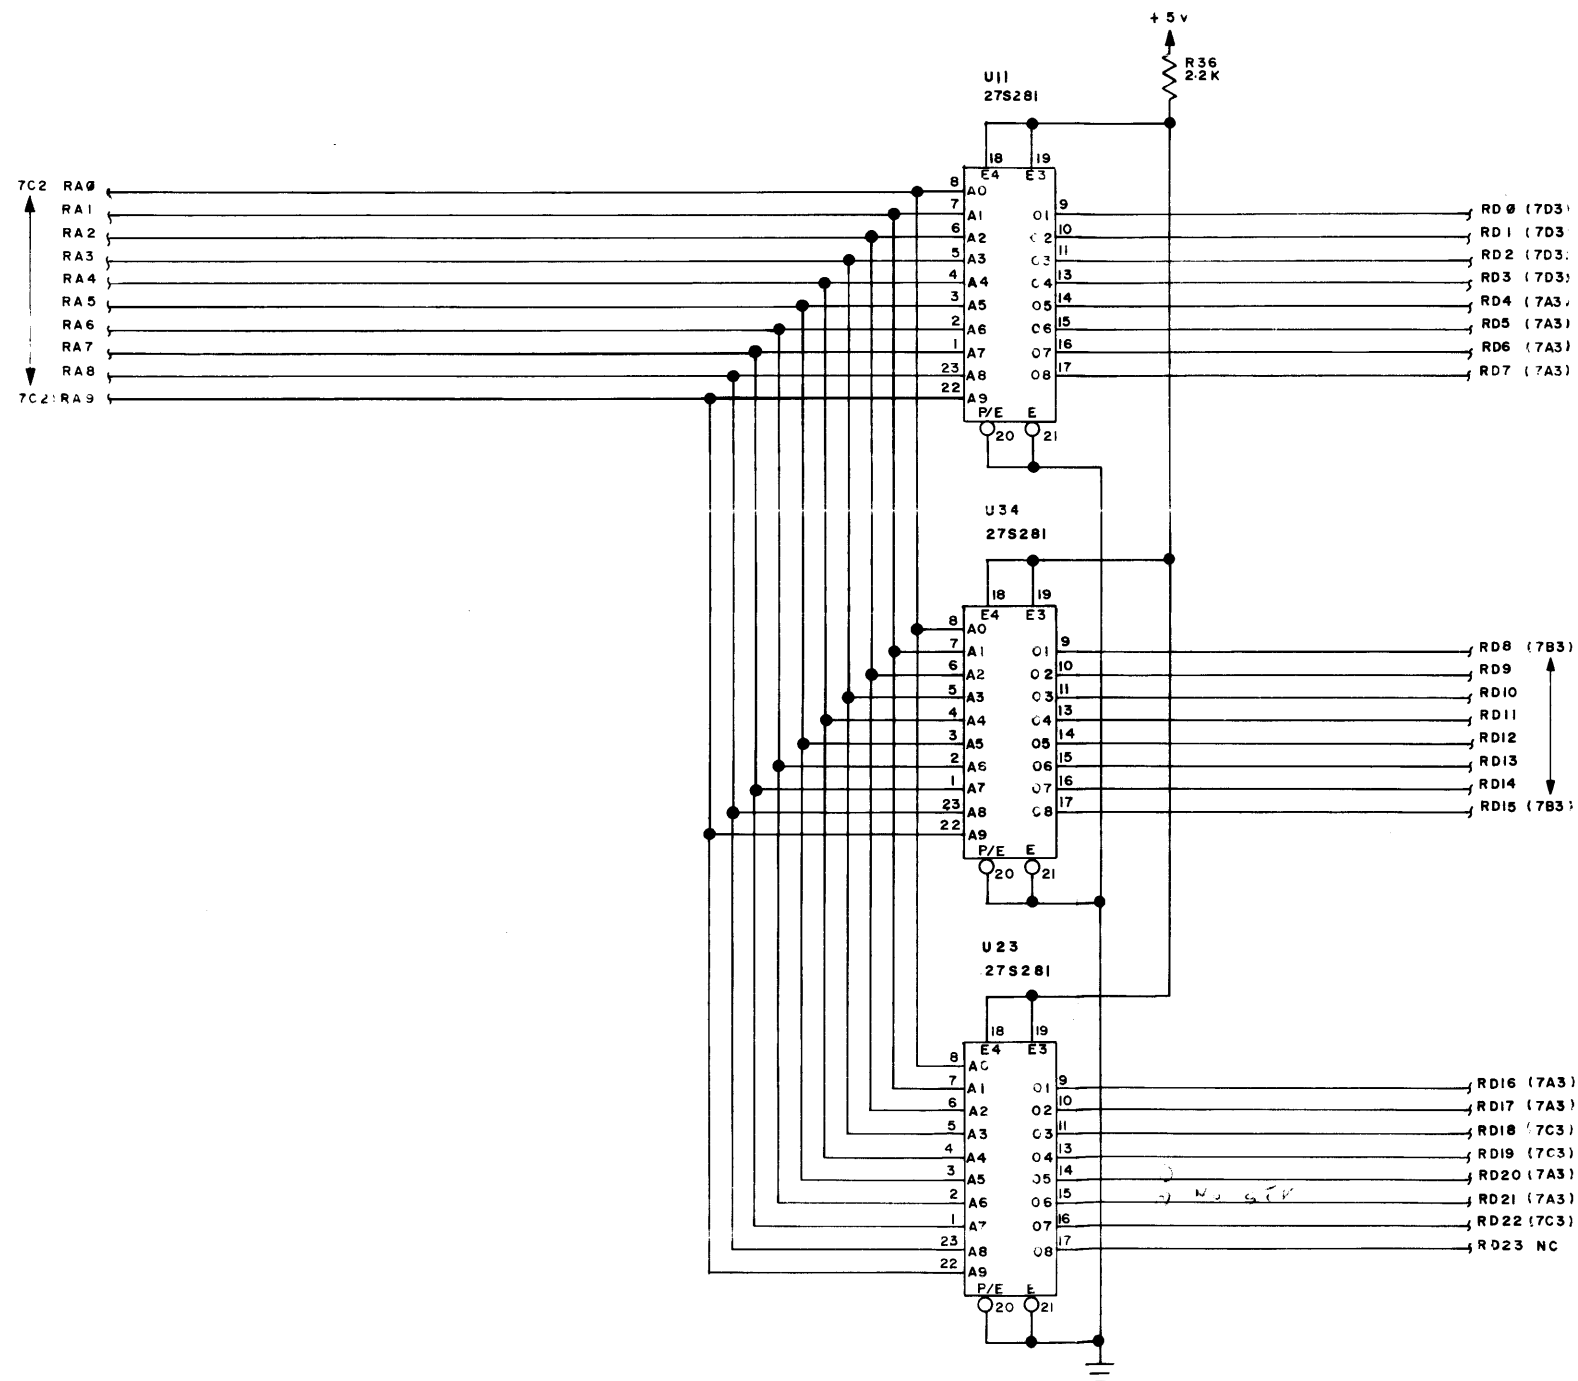 + 5 v
R36
2.2K
U11
27S281
18 19
E4 E3
7C2 RA0 8 A0
RA1 7 A1 O1 9 RD0 (7D3)
RA2 6 A2 O2 10 RD1 (7D3
RA3 5 A3 O3 11 RD2 (7D3)
RA4 4 A4 O4 13 RD3 (7D3)
RA5 3 A5 O5 14 RD4 (7A3)
RA6 2 A6 O6 15 RD5 (7A3)
RA7 1 A7 O7 16 RD6 (7A3)
RA8 23 A8 O8 17 RD7 (7A3)
7C2 RA9 22 A9
P/E E
20 21
U34
27S281
18 19
E4 E3
8 A0
7 A1 O1 9 RD8 (7B3)
6 A2 O2 10 RD9
5 A3 O3 11 RD10
4 A4 O4 13 RD11
3 A5 O5 14 RD12
2 A6 O6 15 RD13
1 A7 O7 16 RD14
23 A8 O8 17 RD15 (7B3)
22 A9
P/E E
20 21
U23
27S281
18 19
E4 E3
8 A0
7 A1 O1 9 RD16 (7A3)
6 A2 O2 10 RD17 (7A3)
5 A3 O3 11 RD18 (7C3)
4 A4 O4 13 RD19 (7C3)
3 A5 O5 14 RD20 (7A3)
2 A6 O6 15 RD21 (7A3)
1 A7 O7 16 RD22 (7C3)
23 A8 O8 17 RD23 NC
22 A9
P/E E
20 21